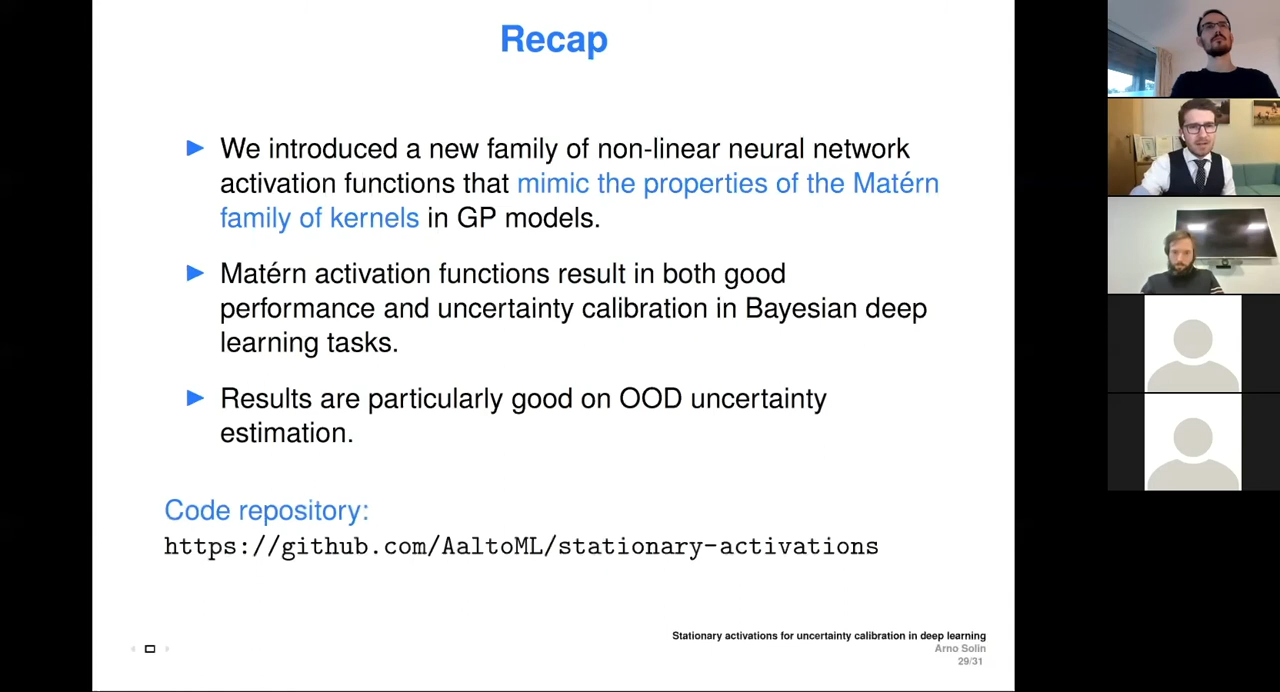 Recap
We introduced a new family of non-linear neural network
activation functions that mimic the properties of the Matérn
family of kernels in GP models.
Matérn activation functions result in both good
performance and uncertainty calibration in Bayesian deep
learning tasks.
Results are particularly good on OOD uncertainty
estimation.
Code repository:
https://github.com/AaltoML/stationary-activations
Stationary activations for uncertainty calibration in deep learning
Arno Solin
29/31